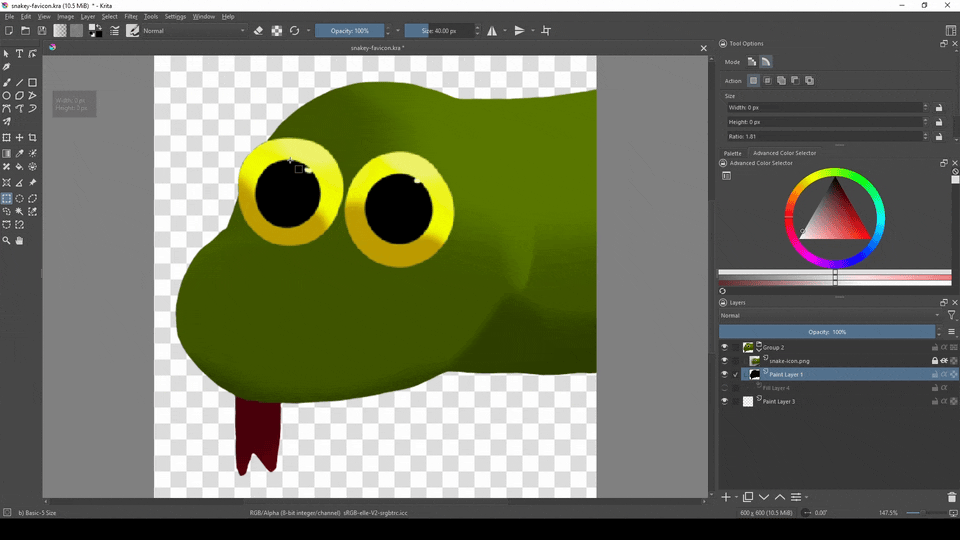 snakey-favicon.kra (10.5 MiB) * - Krita
File Edit View Image Layer Select Filter Tools Settings Window Help
Normal
Opacity: 100%
Size: 40.00 px
snakey-favicon.kra *
Width: 0 px
Height: 0 px
Tool Options
Mode
Action
Size
Width: 0 px
Height: 0 px
Ratio: 1.81
Palette Advanced Color Selector
Advanced Color Selector
Layers
Normal
Opacity: 100%
Group 2
snake-icon.png
Paint Layer 1
Fill Layer 4
Paint Layer 3
b) Basic-5 Size
RGB/Alpha (8-bit integer/channel) sRGB-elle-V2-srgbtrc.icc
600 x 600 (10.5 MiB)
0.00°
147.5%